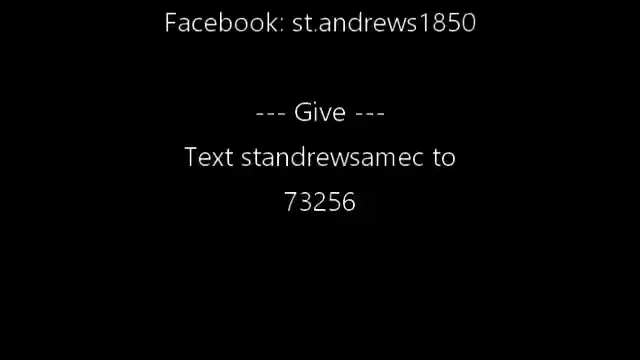 Facebook: st.andrews1850
--- Give ---
Text standrewsamec to
73256